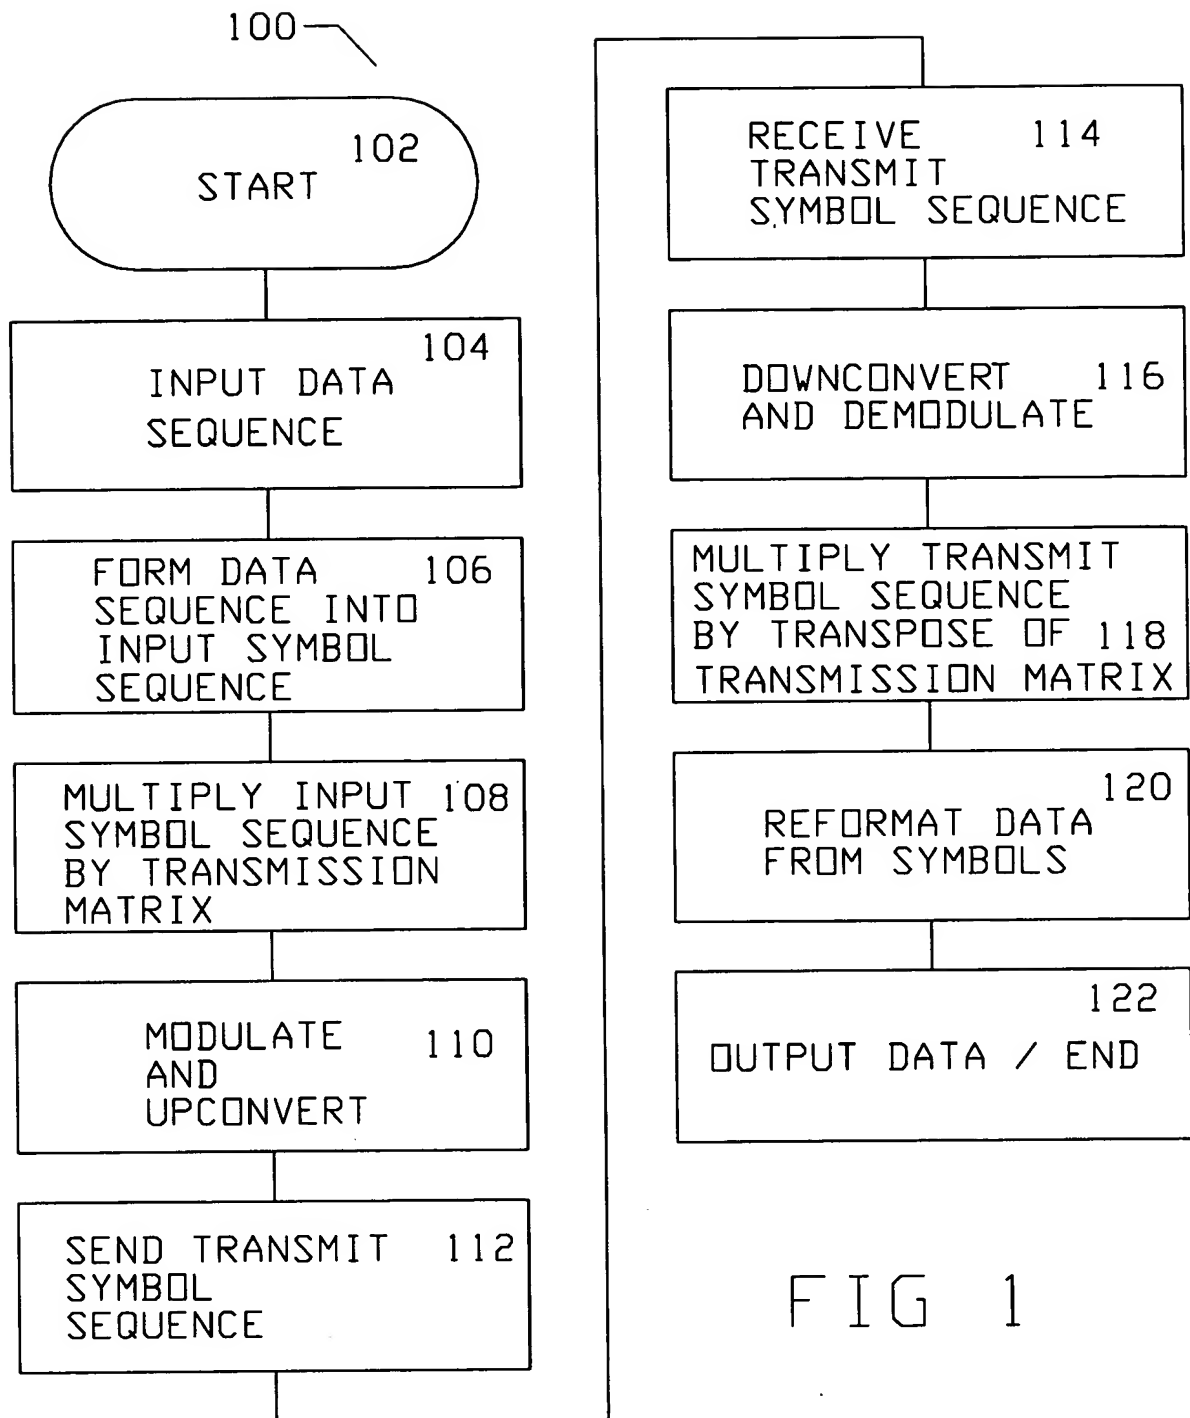 100
102
START
104
INPUT DATA
SEQUENCE
FORM DATA 106
SEQUENCE INTO
INPUT SYMBOL
SEQUENCE
MULTIPLY INPUT 108
SYMBOL SEQUENCE
BY TRANSMISSION
MATRIX
MODULATE 110
AND
UPCONVERT
SEND TRANSMIT 112
SYMBOL
SEQUENCE
RECEIVE 114
TRANSMIT
SYMBOL SEQUENCE
DOWNCONVERT 116
AND DEMODULATE
MULTIPLY TRANSMIT
SYMBOL SEQUENCE
BY TRANSPOSE OF 118
TRANSMISSION MATRIX
120
REFORMAT DATA
FROM SYMBOLS
122
OUTPUT DATA / END
FIG 1